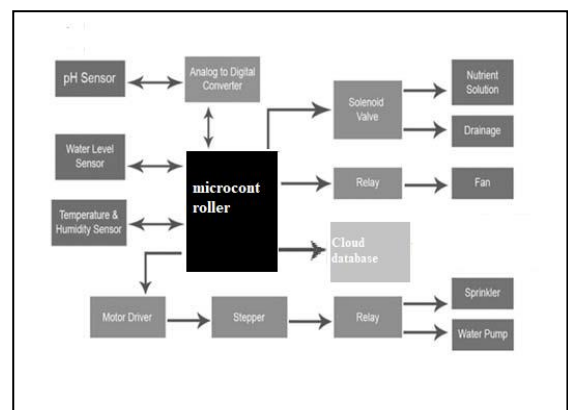 pH Sensor
Analog to Digital
Converter
Water Level
Sensor
Temperature &
Humidity Sensor
microcont
roller
Solenoid
Valve
Nutrient
Solution
Drainage
Relay
Fan
Cloud
database
Motor Driver
Stepper
Relay
Sprinkler
Water Pump